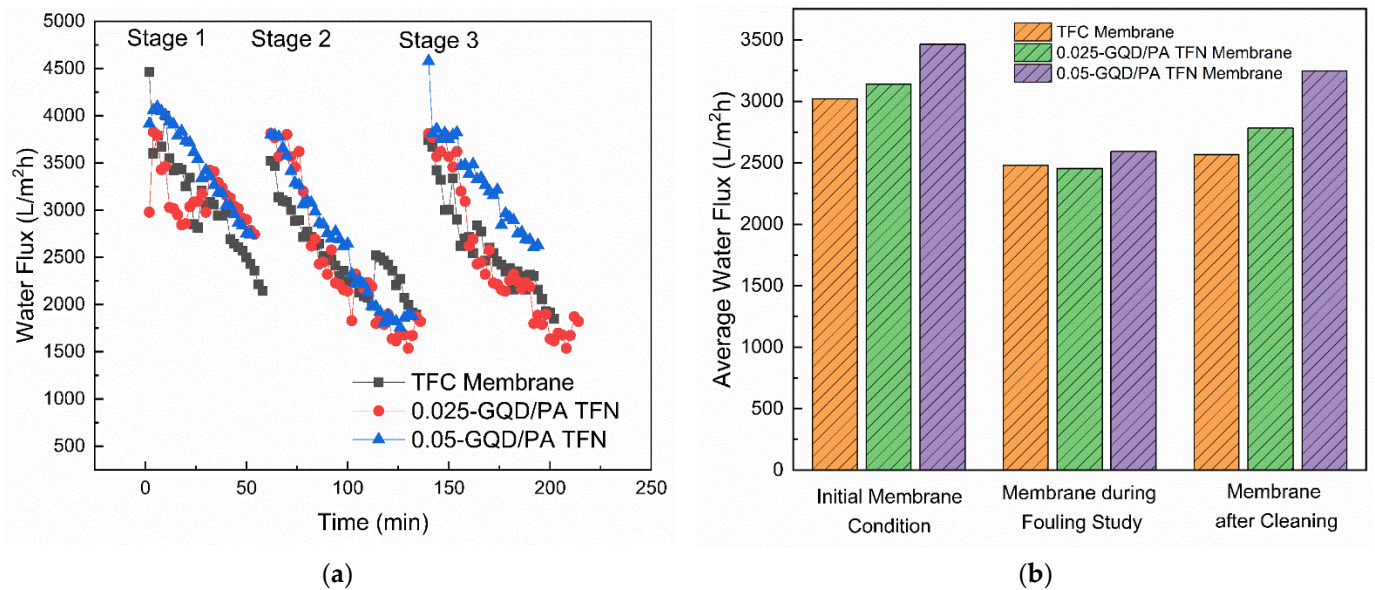 5000
4500
4000
3500
3000
2500
2000
1500
1000
500
Water Flux (L/m²h)
Stage 1
Stage 2
Stage 3
TFC Membrane
0.025-GQD/PA TFN
0.05-GQD/PA TFN
0
50
100
150
200
250
Time (min)
(a)
3500
3000
2500
2000
1500
1000
500
0
Average Water Flux (L/m²h)
TFC Membrane
0.025-GQD/PA TFN Membrane
0.05-GQD/PA TFN Membrane
Initial Membrane
Condition
Membrane during
Fouling Study
Membrane
after Cleaning
(b)